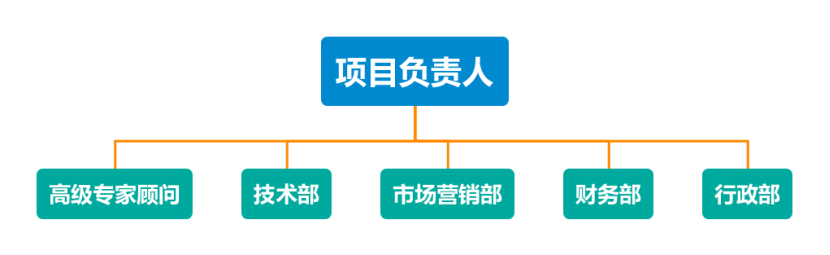 项目负责人
高级专家顾问
技术部
市场营销部
财务部
行政部